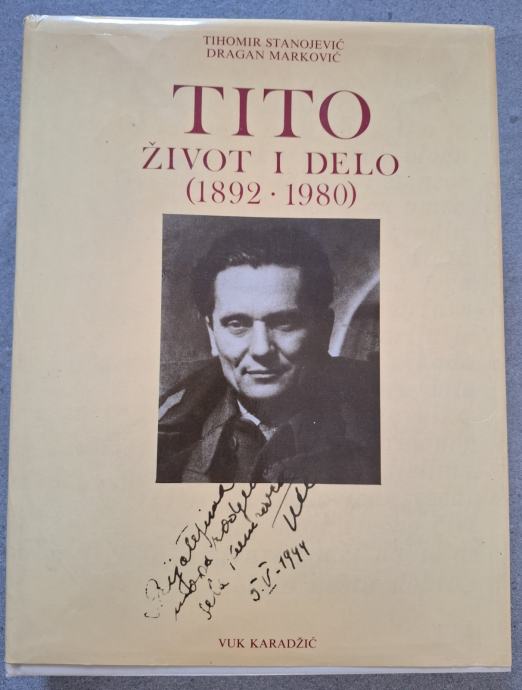 TIHOMIR STANOJEVIĆ
DRAGAN MARKOVIĆ
TITO
ŽIVOT I DELO
(1892 · 1980)
5.V-1944
VUK KARADŽIĆ